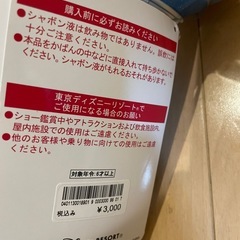 購入前に必ずお読みください
●シャボン液は飲み物ではありません。誤飲には
十分ご注意ください。
●本品をかばんの中などに直接入れて持ち歩かないで
ください。シャボン液がもれるおそれがあります。
東京ディズニーリゾート®で
ご使用になる場合のお願い
●ショー鑑賞中やアトラクションおよび飲食施設内、
屋内施設での使用はご遠慮ください。
●他のお客様や乗り物に向けてのご使用は
ご遠慮ください。
対象年令:6才以上
税込み ¥3,000
RESORT